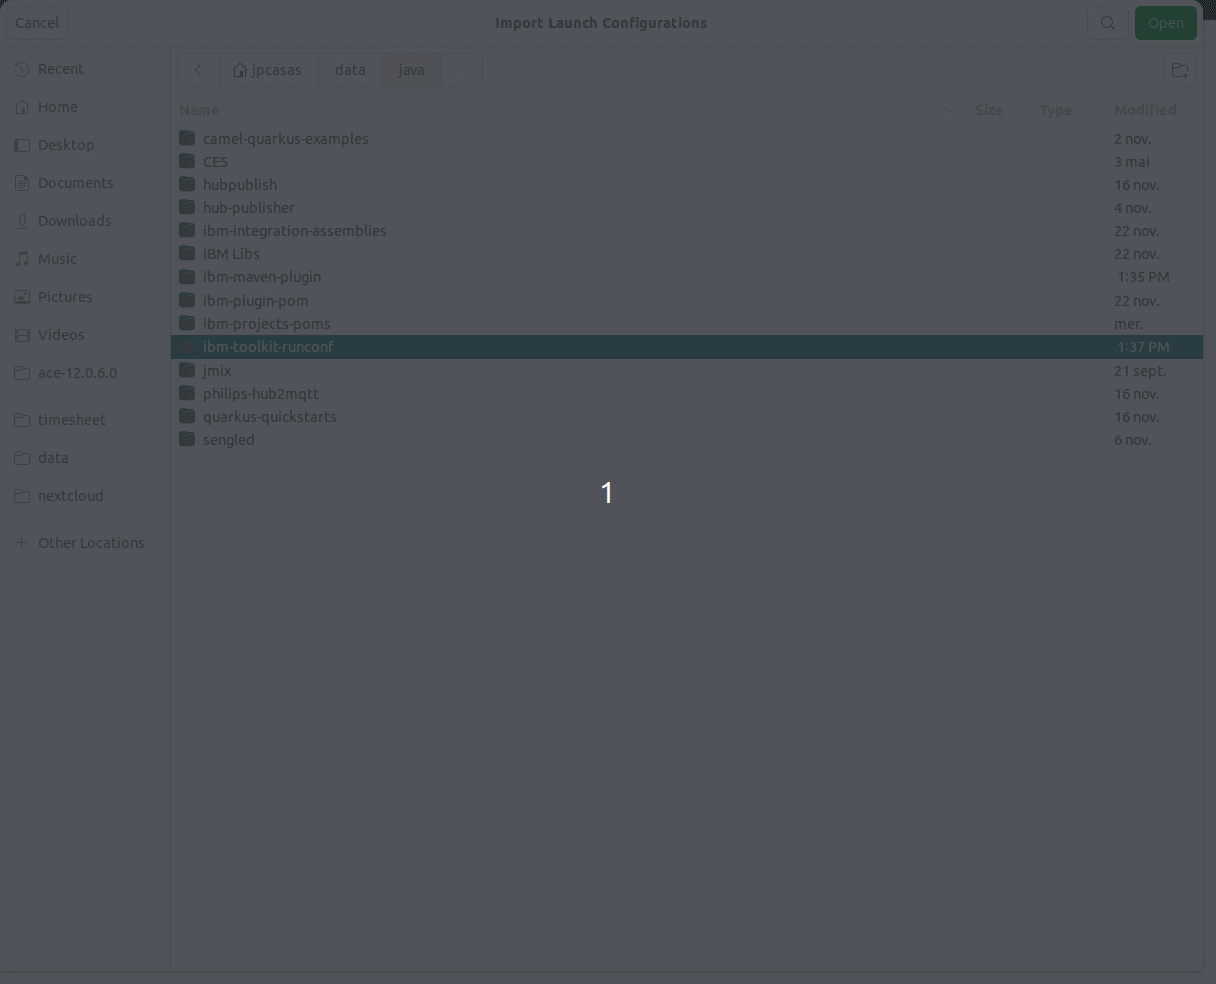 Cancel
Import Launch Configurations
Open
Recent
Home
Desktop
Documents
Downloads
Music
Pictures
Videos
ace-12.0.6.0
timesheet
data
nextcloud
Other Locations
jpcasas data java
Name Size Type Modified
camel-quarkus-examples 2 nov.
CES 3 mai
hubpublish 16 nov.
hub-publisher 4 nov.
ibm-integration-assemblies 22 nov.
IBM Libs 22 nov.
ibm-maven-plugin 1:35 PM
ibm-plugin-pom 22 nov.
ibm-projects-poms mer.
ibm-toolkit-runconf 1:37 PM
jmix 21 sept.
philips-hub2mqtt 16 nov.
quarkus-quickstarts 16 nov.
sengled 6 nov.
1